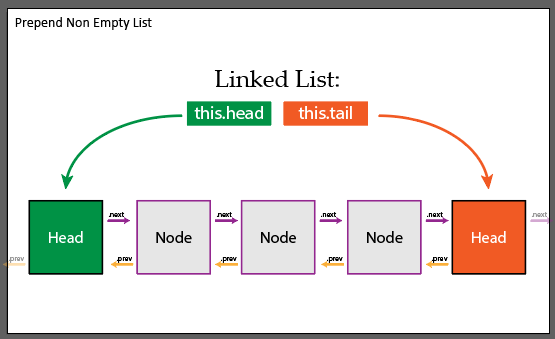 Prepend Non Empty List
Linked List:
this.head this.tail
.next .next .next .next .next
Head Node Node Node Head
.prev .prev .prev .prev .prev